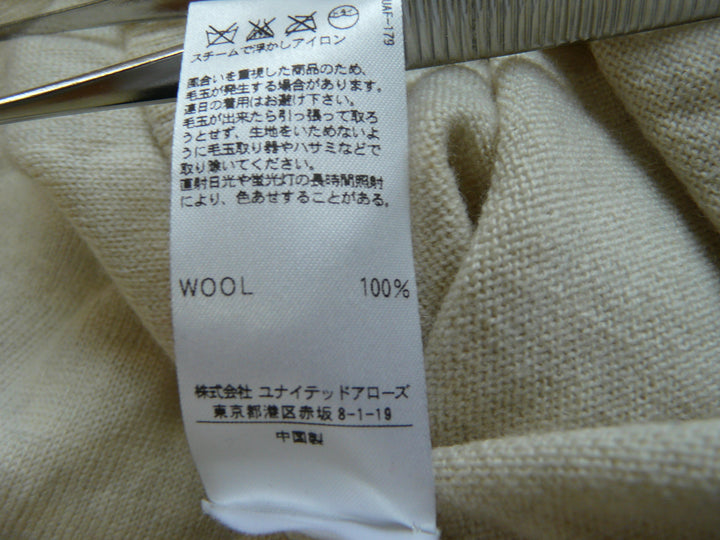 UAF-179
スチームで浮かしアイロン
風合いを重視した商品のため、
毛玉が発生する場合があります。
連日の着用はお避け下さい。
毛玉が出来たら引っ張って取ろ
うとせず、生地をいためないよ
うに毛玉取り器やハサミなどで
取り除いてください。
直射日光や蛍光灯の長時間照射
により、色あせすることがある。
WOOL 100%
株式会社 ユナイテッドアローズ
東京都港区赤坂8-1-19
中国製